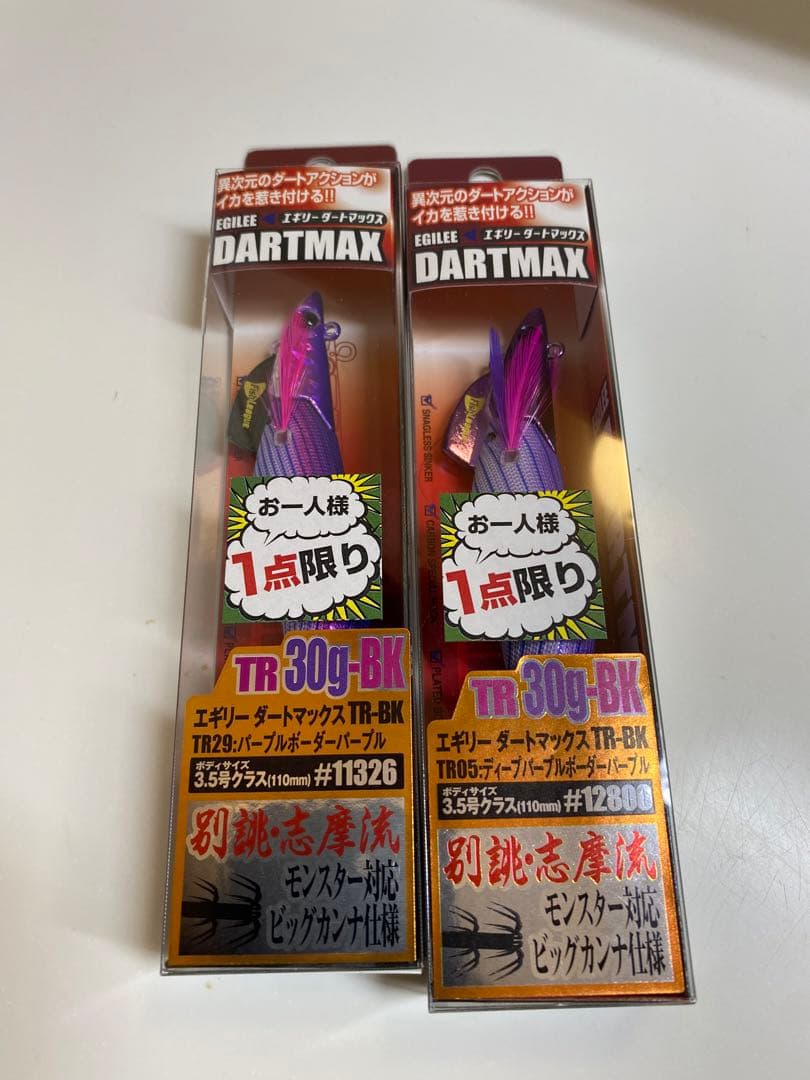 異次元のダートアクションが
イカを惹き付ける!!
EGILEE エギリーダートマックス
DARTMAX
FishLeague
お一人様
1点限り
TR 30g-BK
エギリー ダートマックス TR-BK
TR29:パープルボーダーパープル
ボディサイズ
3.5号クラス(110mm) #11326
別誂・志摩流
モンスター対応
ビッグカンナ仕様
異次元のダートアクションが
イカを惹き付ける!!
EGILEE エギリーダートマックス
DARTMAX
FishLeague
SNAGLESS SINKER
CARBON
PLATED
お一人様
1点限り
TR 30g-BK
エギリー ダートマックス TR-BK
TR05:ディープパープルボーダーパープル
ボディサイズ
3.5号クラス(110mm) #12806
別誂・志摩流
モンスター対応
ビッグカンナ仕様